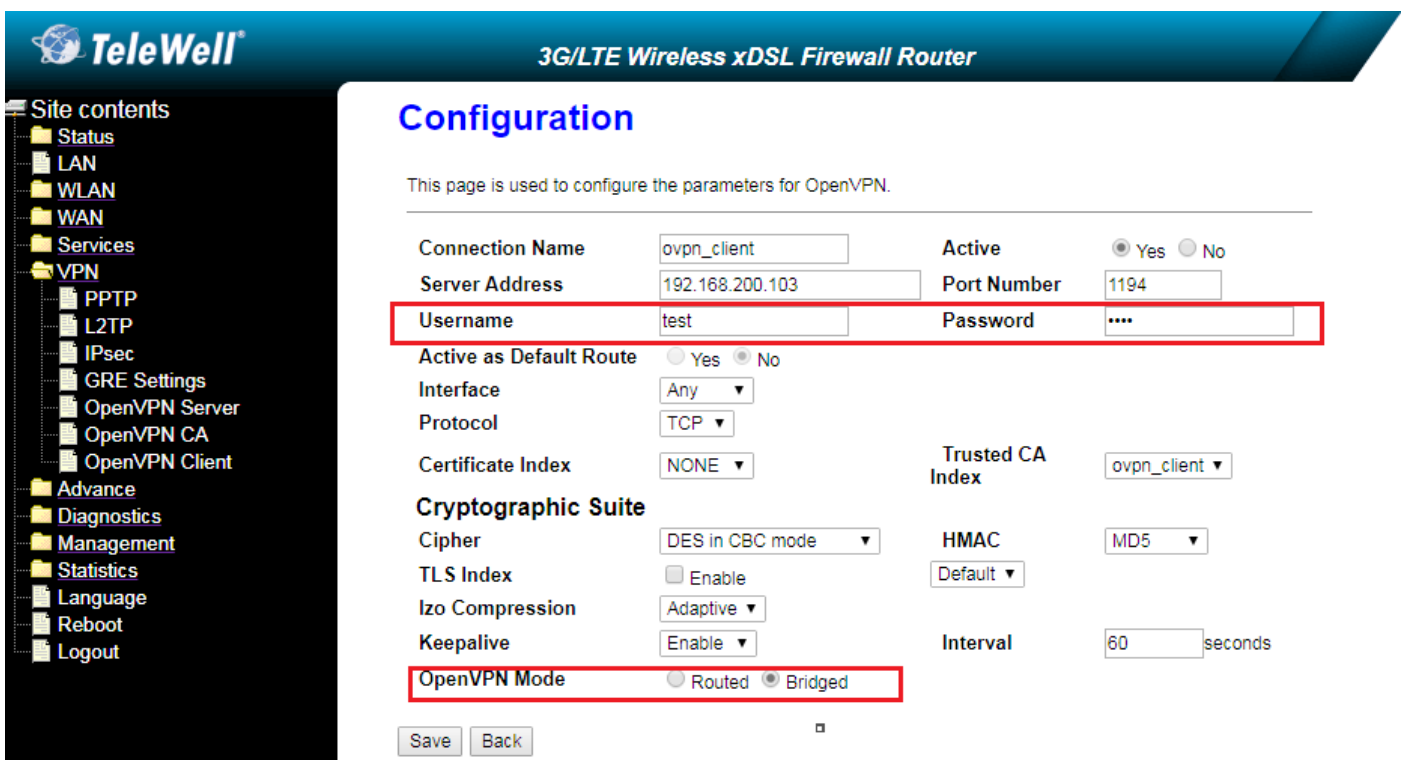 TeleWell®
3G/LTE Wireless xDSL Firewall Router
Site contents
Status
LAN
WLAN
WAN
Services
VPN
PPTP
L2TP
IPsec
GRE Settings
OpenVPN Server
OpenVPN CA
OpenVPN Client
Advance
Diagnostics
Management
Statistics
Language
Reboot
Logout
Configuration
This page is used to configure the parameters for OpenVPN.
Connection Name ovpn_client Active Yes No
Server Address 192.168.200.103 Port Number 1194
Username test Password ••••
Active as Default Route Yes No
Interface Any
Protocol TCP
Certificate Index NONE Trusted CA Index ovpn_client
Cryptographic Suite
Cipher DES in CBC mode HMAC MD5
TLS Index Enable Default
lzo Compression Adaptive
Keepalive Enable Interval 60 seconds
OpenVPN Mode Routed Bridged
Save Back